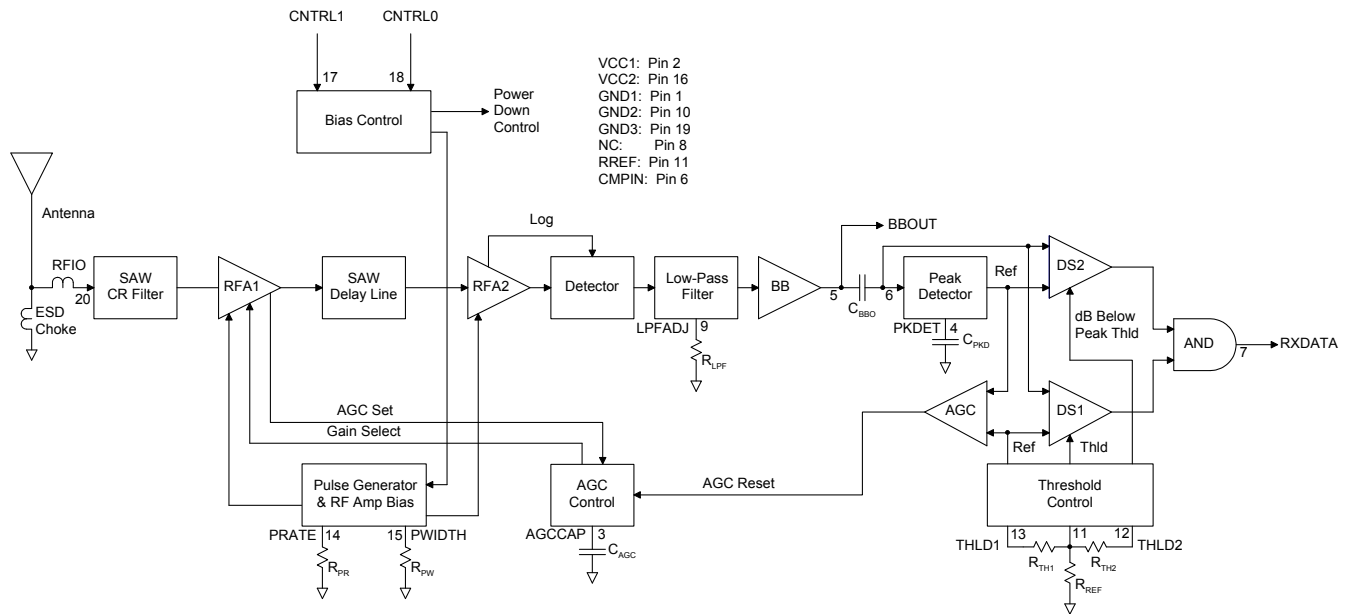 CNTRL1 CNTRL0
17 18
Bias Control
Power
Down
Control
VCC1: Pin 2
VCC2: Pin 16
GND1: Pin 1
GND2: Pin 10
GND3: Pin 19
NC: Pin 8
RREF: Pin 11
CMPIN: Pin 6
Antenna
RFIO
20
ESD
Choke
SAW
CR Filter
RFA1
SAW
Delay Line
Log
RFA2
Detector
Low-Pass
Filter
LPFADJ 9
RLPF
BB
BBOUT
5
CBBO
6
Peak
Detector
PKDET 4
CPKD
Ref
DS2
dB Below
Peak Thld
AND
7
RXDATA
AGC
DS1
Ref
Thld
AGC Set
Gain Select
AGC Reset
Pulse Generator
& RF Amp Bias
PRATE 14
15 PWIDTH
RPR
RPW
AGC
Control
AGCCAP 3
CAGC
Threshold
Control
THLD1 13 11 12 THLD2
RTH1 RTH2
RREF